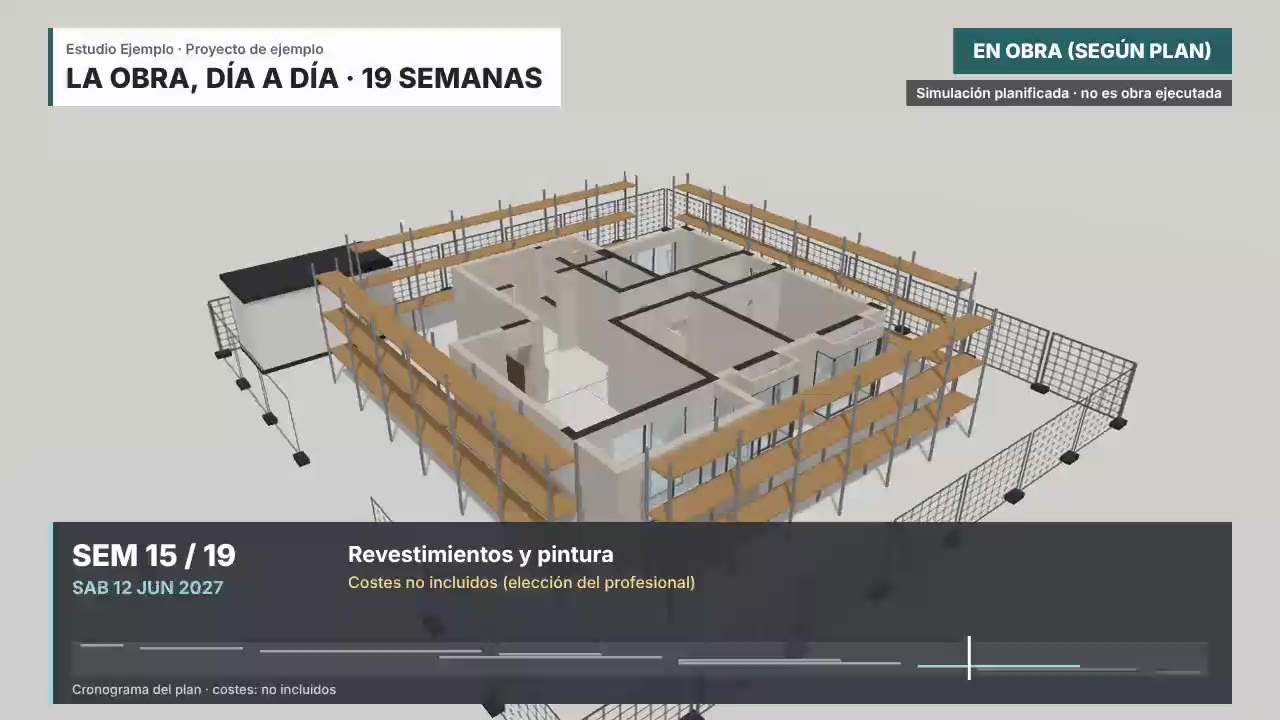 Estudio Ejemplo · Proyecto de ejemplo
LA OBRA, DÍA A DÍA · 19 SEMANAS
EN OBRA (SEGÚN PLAN)
Simulación planificada · no es obra ejecutada
SEM 15 / 19
SAB 12 JUN 2027
Revestimientos y pintura
Costes no incluidos (elección del profesional)
Cronograma del plan · costes: no incluidos